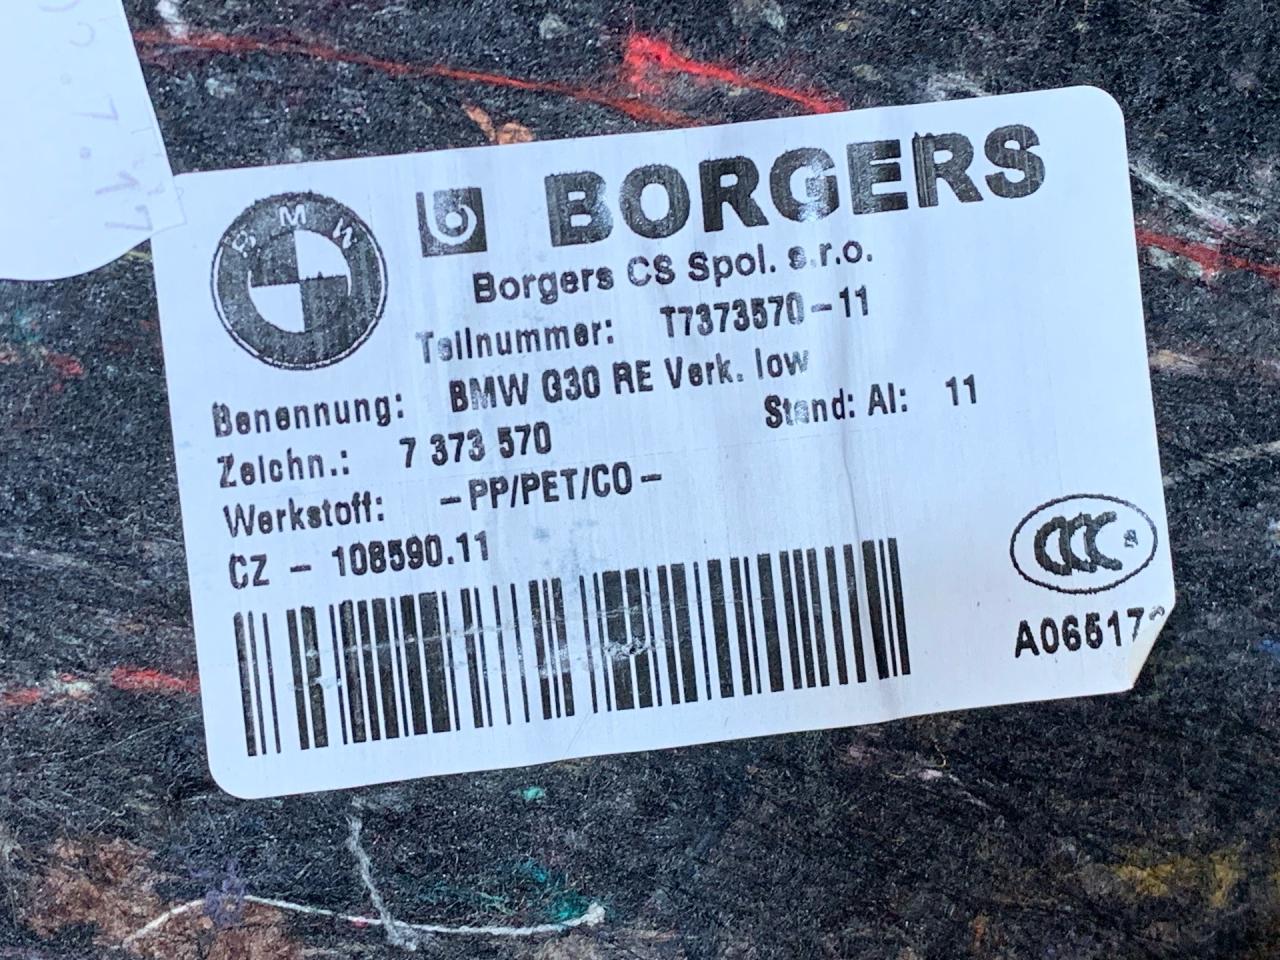 BMW
BORGERS
Borgers CS Spol. s.r.o.
Teilnummer: T7373570-11
Benennung: BMW G30 RE Verk. low
Zeichn.: 7 373 570 Stand: AI: 11
Werkstoff: -PP/PET/CO-
CZ - 108590.11
CCC S